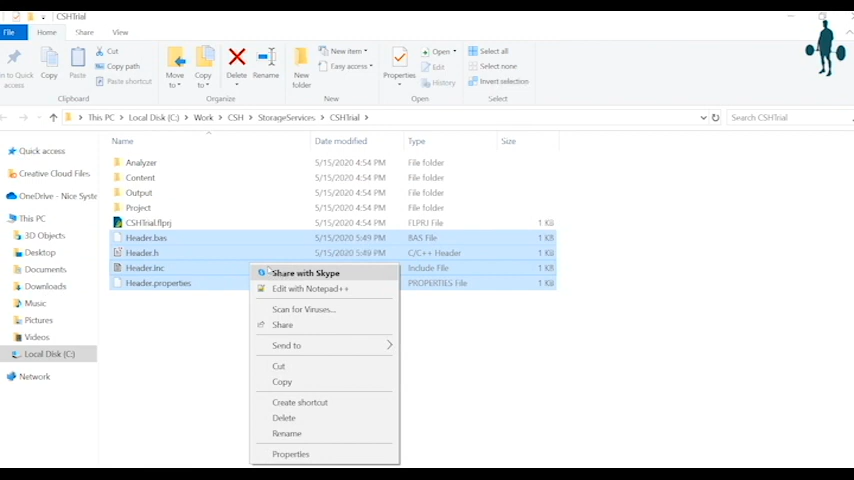 CSHTrial
File Home Share View
n to Quick access
Copy
Paste
Cut
Copy path
Paste shortcut
Move to
Copy to
Delete
Rename
New folder
New item
Easy access
Properties
Open
Edit
History
Select all
Select none
Invert selection
Clipboard Organize New Open Select
This PC > Local Disk (C:) > Work > CSH > StorageServices > CSHTrial >
Search CSHTrial
Name Date modified Type Size
Quick access
Creative Cloud Files
OneDrive - Nice Syste
This PC
3D Objects
Desktop
Documents
Downloads
Music
Pictures
Videos
Local Disk (C:)
Network
Analyzer 5/15/2020 4:54 PM File folder
Content 5/15/2020 4:54 PM File folder
Output 5/15/2020 4:54 PM File folder
Project 5/15/2020 4:54 PM File folder
CSHTrial.flprj 5/15/2020 4:54 PM FLPRJ File 1 KB
Header.bas 5/15/2020 5:49 PM BAS File 1 KB
Header.h 5/15/2020 5:49 PM C/C++ Header 1 KB
Header.Inc Include File 1 KB
Header.properties PROPERTIES File 1 KB
Share with Skype
Edit with Notepad++
Scan for Viruses...
Share
Send to
Cut
Copy
Create shortcut
Delete
Rename
Properties